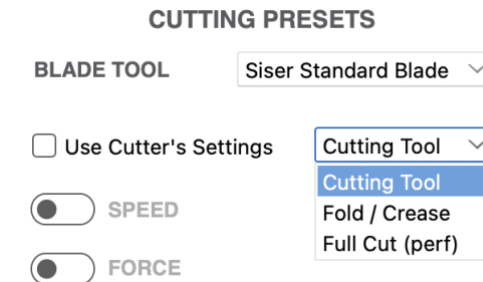 CUTTING PRESETS
BLADE TOOL Siser Standard Blade
Use Cutter's Settings Cutting Tool
Cutting Tool
SPEED Fold / Crease
Full Cut (perf)
FORCE